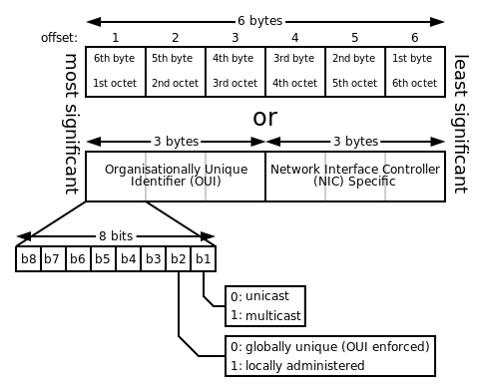 6 bytes
offset: 1 2 3 4 5 6
6th byte 5th byte 4th byte 3rd byte 2nd byte 1st byte
1st octet 2nd octet 3rd octet 4th octet 5th octet 6th octet
most significant
least significant
or
3 bytes 3 bytes
Organisationally Unique
Identifier (OUI)
Network Interface Controller
(NIC) Specific
8 bits
b8 b7 b6 b5 b4 b3 b2 b1
0: unicast
1: multicast
0: globally unique (OUI enforced)
1: locally administered